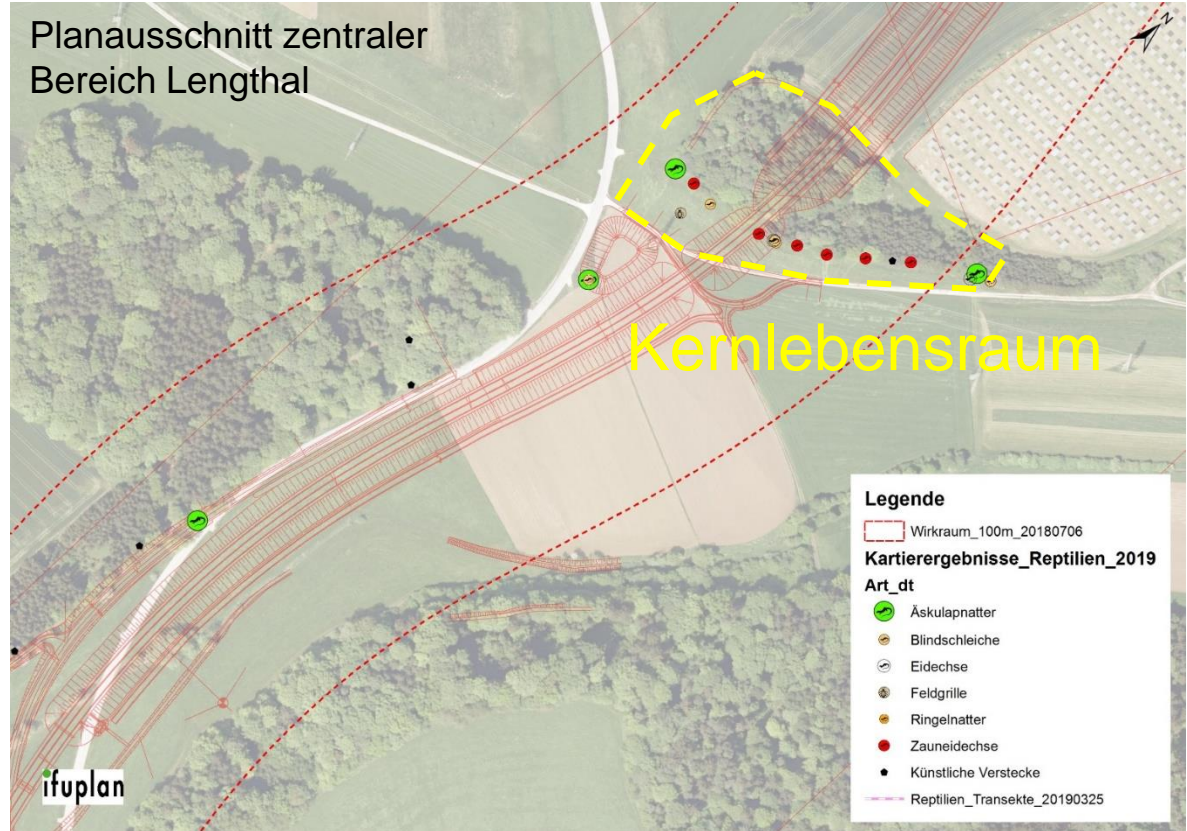 Planausschnitt zentraler
Bereich Lengthal
N
Kernlebensraum
Legende
Wirkraum_100m_20180706
Kartierergebnisse_Reptilien_2019
Art_dt
Äskulapnatter
Blindschleiche
Eidechse
Feldgrille
Ringelnatter
Zauneidechse
Künstliche Verstecke
Reptilien_Transekte_20190325
ifuplan